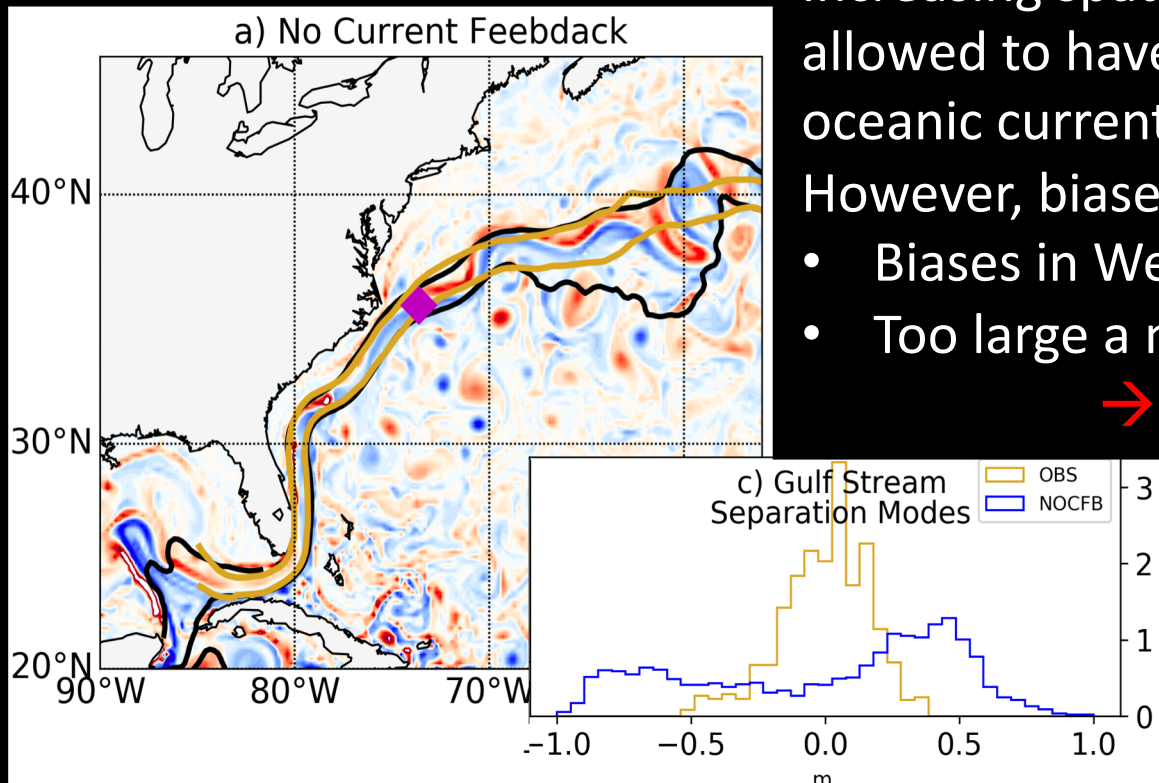 a) No Current Feebdack
40°N
30°N
20°N
90°W
80°W
70°W
allowed to have
oceanic current
However, biase
• Biases in We
• Too large a
→
c) Gulf Stream
Separation Modes
OBS
NOCFB
3
2
1
0
-1.0
−0.5
0.0
0.5
1.0
m